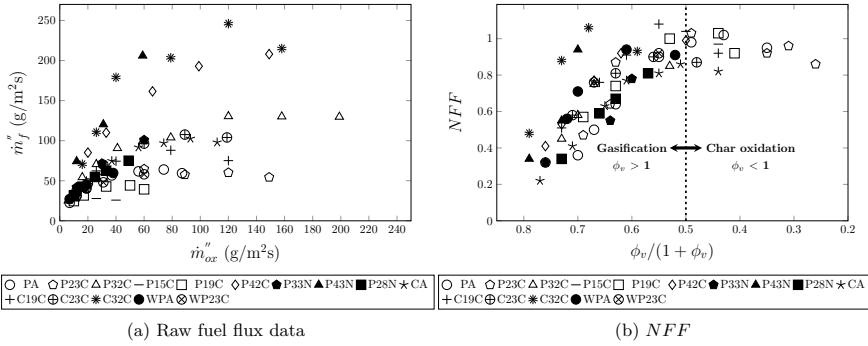 250
200
150
100
50
0
ṁ″f (g/m²s)
0 20 40 60 80 100 120 140 160 180 200 220 240
ṁ″ox (g/m²s)
PA P23C P32C P15C P19C P42C P33N P43N P28N CA
C19C C23C C32C WPA WP23C
(a) Raw fuel flux data
1
0.8
0.6
0.4
0.2
0
NFF
Gasification Char oxidation
ϕv > 1 ϕv < 1
0.8 0.7 0.6 0.5 0.4 0.3 0.2
ϕv/(1 + ϕv)
PA P23C P32C P15C P19C P42C P33N P43N P28N CA
C19C C23C C32C WPA WP23C
(b) NFF